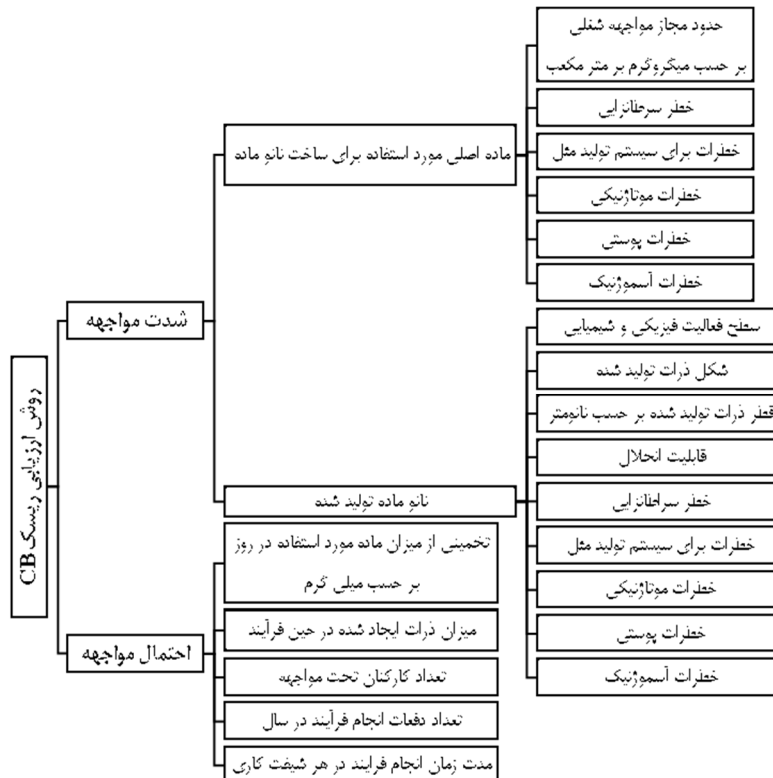 روش ارزیابی ریسک CB
شدت مواجهه
ماده اصلی مورد استفاده برای ساخت نانو ماده
حدود مجاز مواجهه شغلی
بر حسب میگروگرم بر متر مکعب
خطر سرطانزایی
خطرات برای سیستم تولید مثل
خطرات موتاژنیکی
خطرات پوستی
خطرات آسموژنیک
نانو ماده تولید شده
سطح فعالیت فیزیکی و شیمیایی
شکل ذرات تولید شده
قطر ذرات تولید شده بر حسب نانومتر
قابلیت انحلال
خطر سراطانزایی
خطرات برای سیستم تولید مثل
خطرات موتاژنیکی
خطرات پوستی
خطرات آسموژنیک
احتمال مواجهه
تخمینی از میزان ماده مورد استفاده در روز
بر حسب میلی گرم
میزان ذرات ایجاد شده در حین فرآیند
تعداد کارکنان تحت مواجهه
تعداد دفعات انجام فرآیند در سال
مدت زمان انجام فرایند در هر شیفت کاری